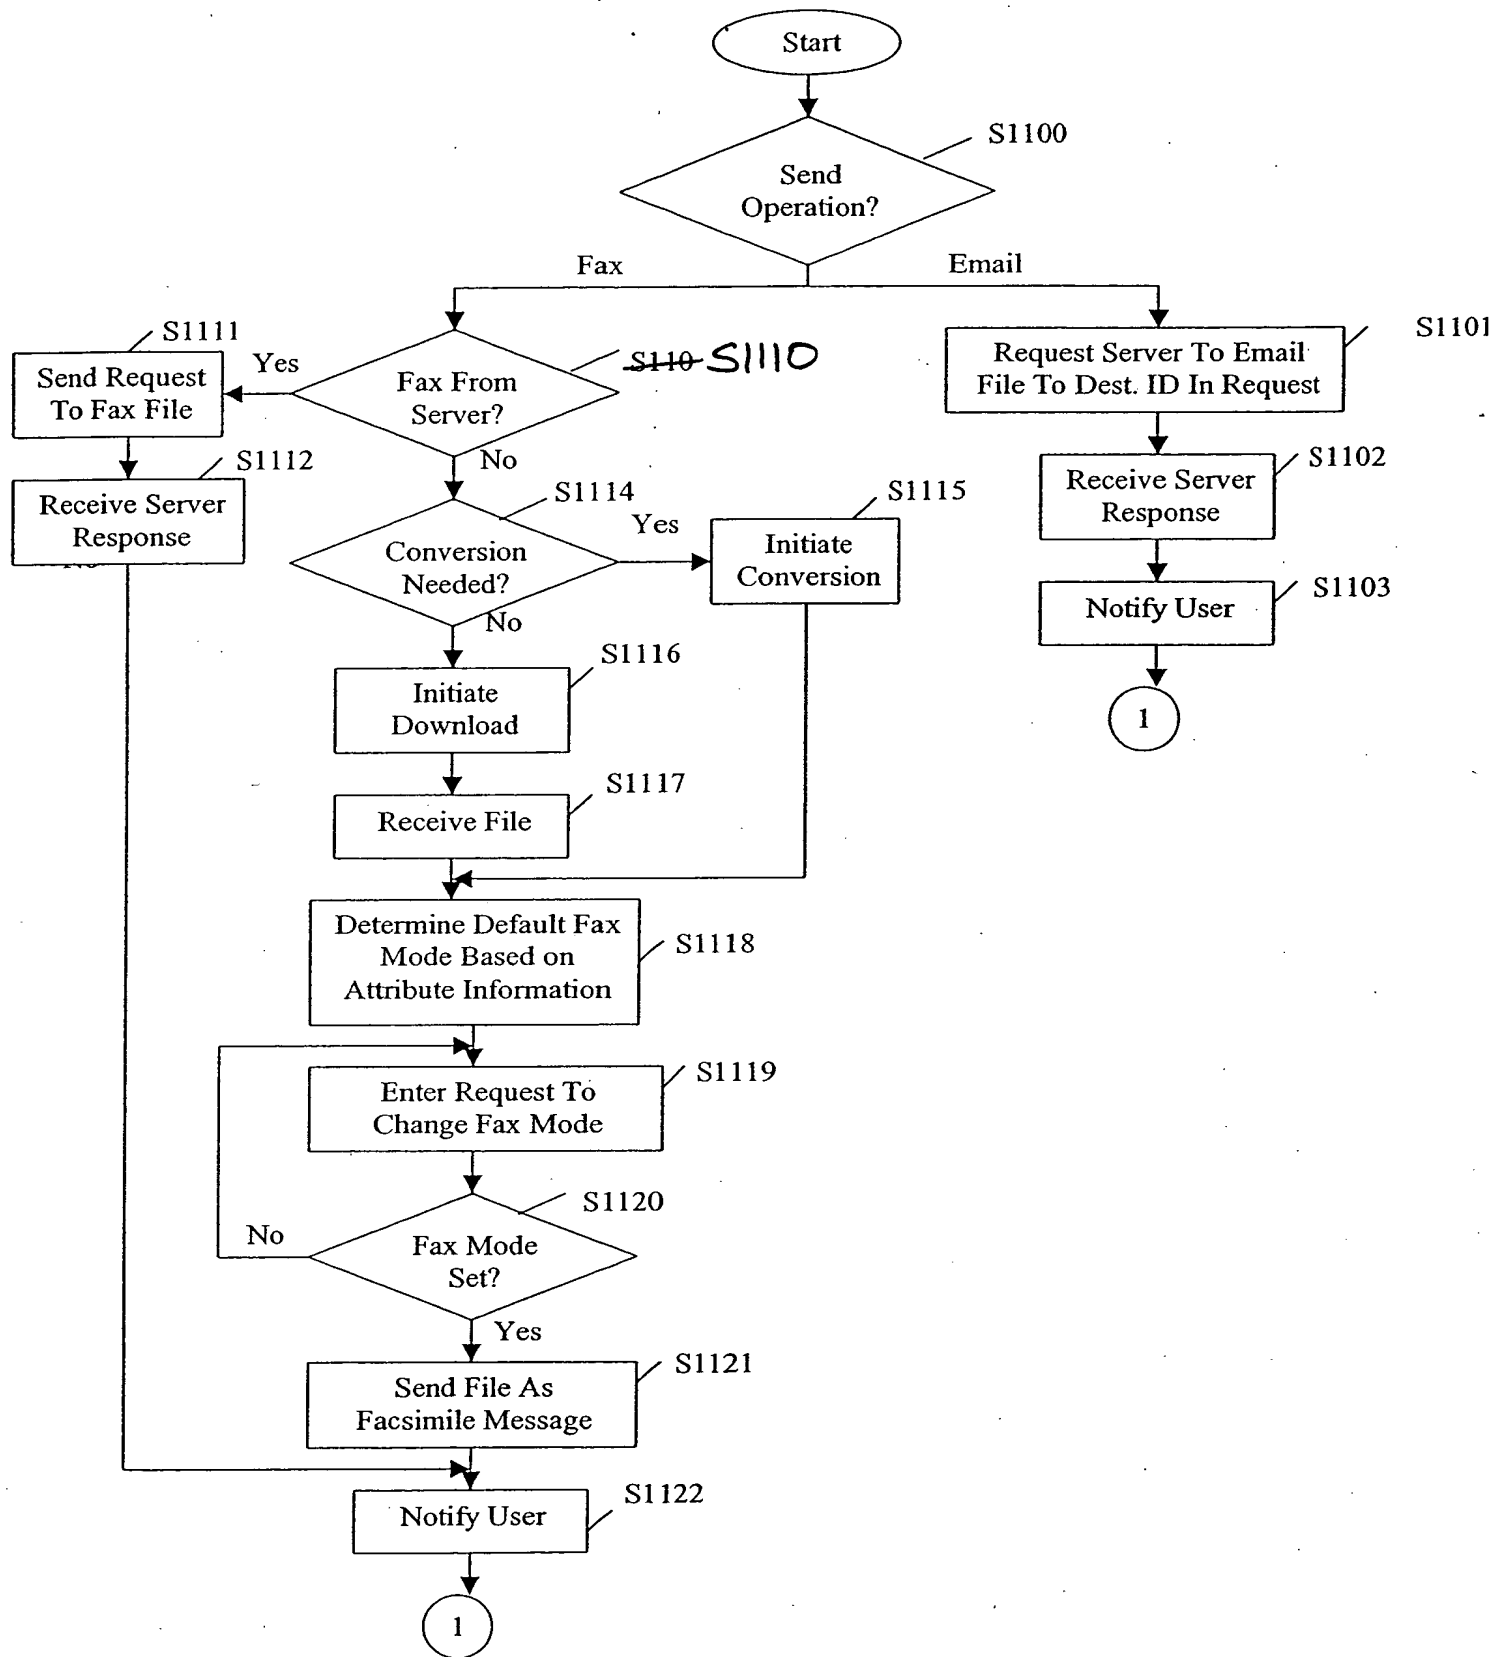 Start
S1100
Send
Operation?
Fax
Email
S1111
Yes
Send Request
To Fax File
Fax From
Server?
S110 S1110
S1101
Request Server To Email
File To Dest. ID In Request
No
S1112
Receive Server
Response
S1114
Conversion
Needed?
Yes
S1115
Initiate
Conversion
No
S1102
Receive Server
Response
S1103
Notify User
1
S1116
Initiate
Download
S1117
Receive File
Determine Default Fax
Mode Based on
Attribute Information
S1118
Enter Request To
Change Fax Mode
S1119
S1120
No
Fax Mode
Set?
Yes
S1121
Send File As
Facsimile Message
S1122
Notify User
1